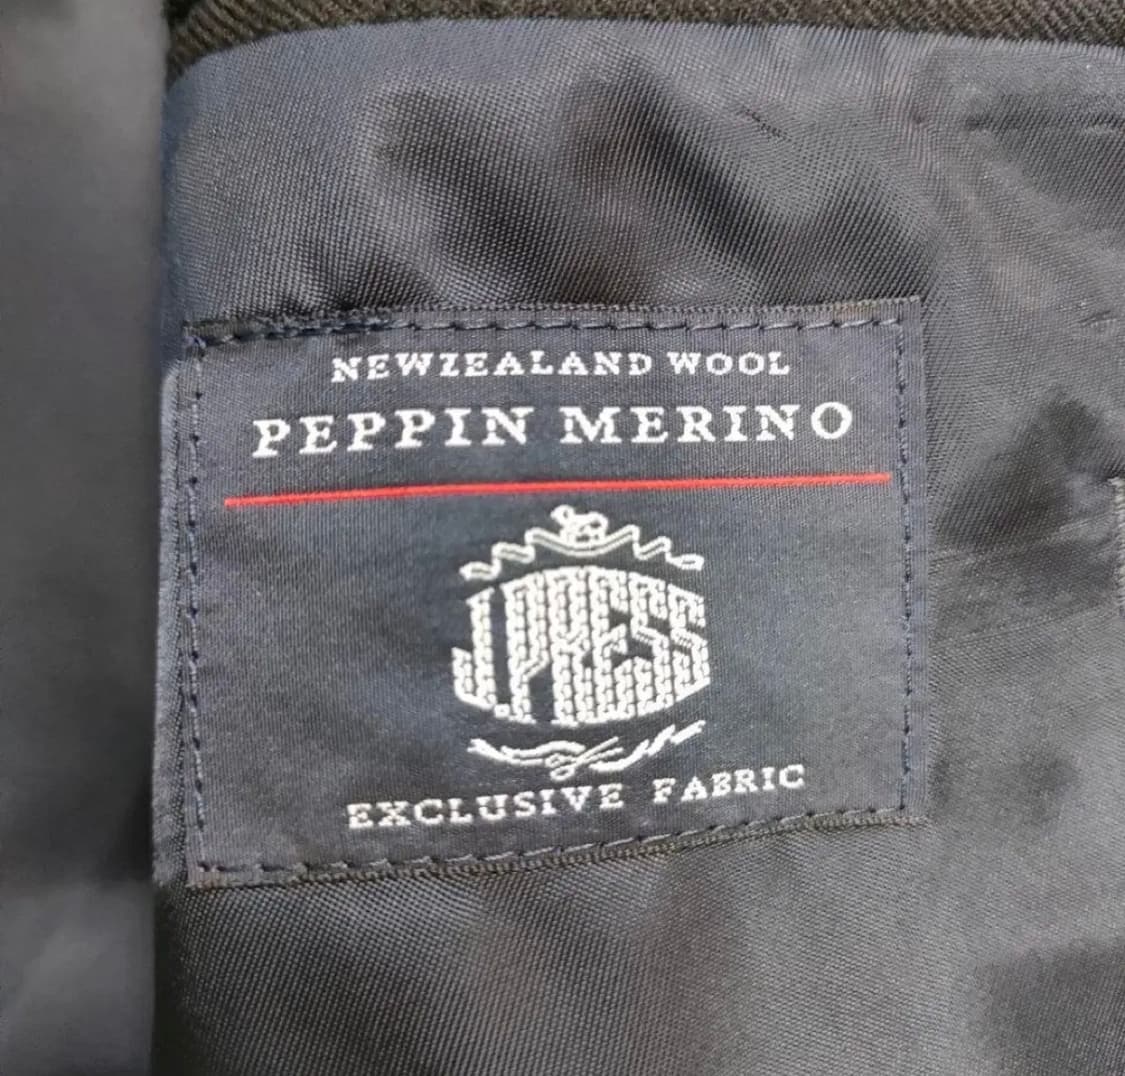 NEWZEALAND WOOL
PEPPIN MERINO
J.PRESS
EXCLUSIVE FABRIC